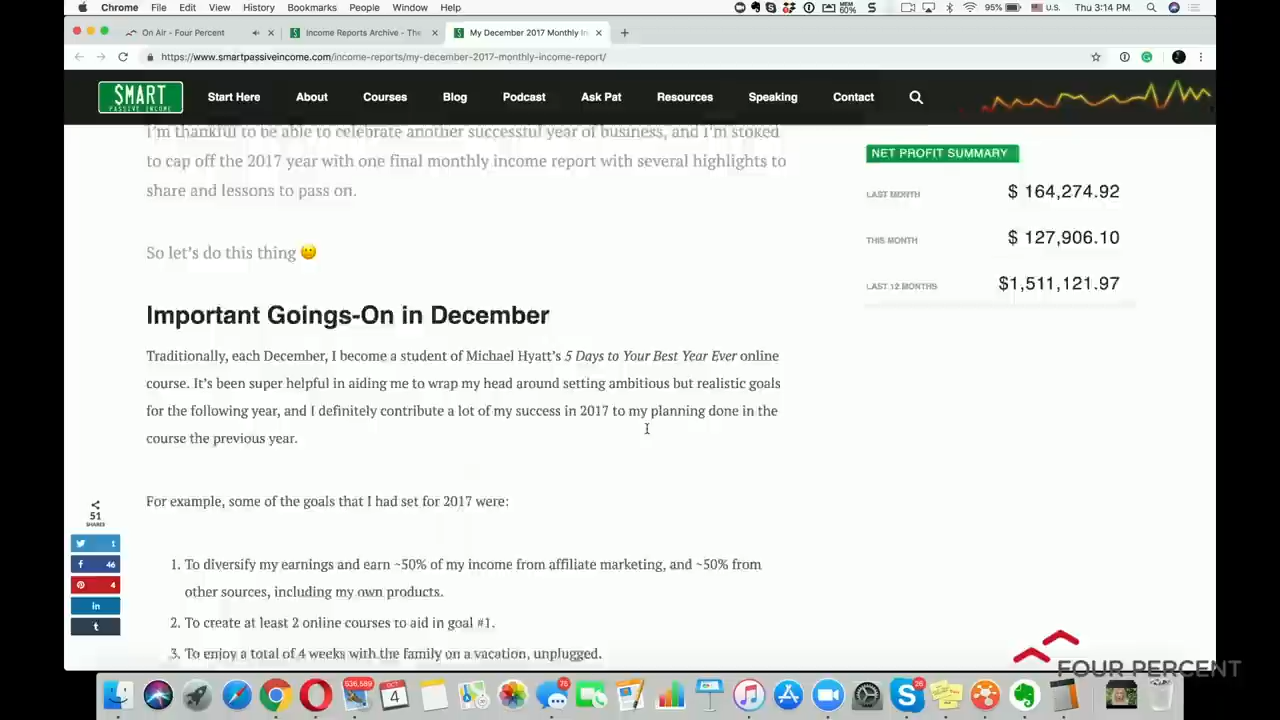 Chrome File Edit View History Bookmarks People Window Help
MEM 60% 95% U.S. Thu 3:14 PM
On Air - Four Percent
Income Reports Archive - The
My December 2017 Monthly In
https://www.smartpassiveincome.com/income-reports/my-december-2017-monthly-income-report/
SMART PASSIVE INCOME
Start Here About Courses Blog Podcast Ask Pat Resources Speaking Contact
I'm thankful to be able to celebrate another successful year of business, and I'm stoked
to cap off the 2017 year with one final monthly income report with several highlights to
share and lessons to pass on.
So let's do this thing
NET PROFIT SUMMARY
LAST MONTH $ 164,274.92
THIS MONTH $ 127,906.10
LAST 12 MONTHS $1,511,121.97
Important Goings-On in December
Traditionally, each December, I become a student of Michael Hyatt's 5 Days to Your Best Year Ever online
course. It's been super helpful in aiding me to wrap my head around setting ambitious but realistic goals
for the following year, and I definitely contribute a lot of my success in 2017 to my planning done in the
course the previous year.
For example, some of the goals that I had set for 2017 were:
1. To diversify my earnings and earn ~50% of my income from affiliate marketing, and ~50% from
other sources, including my own products.
2. To create at least 2 online courses to aid in goal #1.
3. To enjoy a total of 4 weeks with the family on a vacation, unplugged.
51
SHARES
t
46
4
in
t
FOUR PERCENT
536,589
OCT
4
75
26